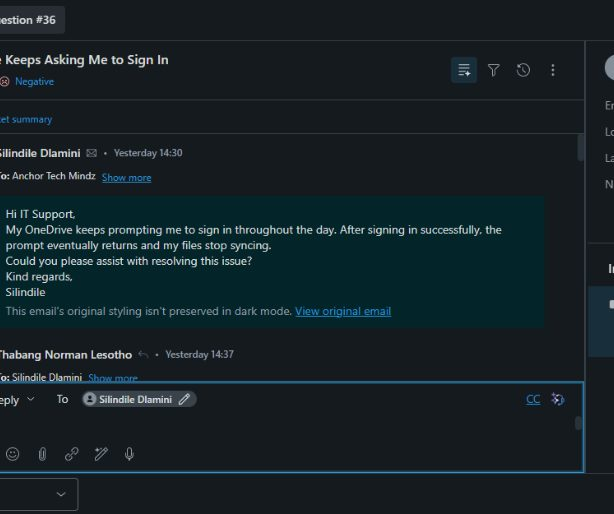 estion #36
Keeps Asking Me to Sign In
Negative
et summary
Silindile Dlamini • Yesterday 14:30
To: Anchor Tech Mindz Show more
Hi IT Support,
My OneDrive keeps prompting me to sign in throughout the day. After signing in successfully, the
prompt eventually returns and my files stop syncing.
Could you please assist with resolving this issue?
Kind regards,
Silindile
This email's original styling isn't preserved in dark mode. View original email
Thabang Norman Lesotho • Yesterday 14:37
To: Silindile Dlamini Show more
eply To Silindile Dlamini CC